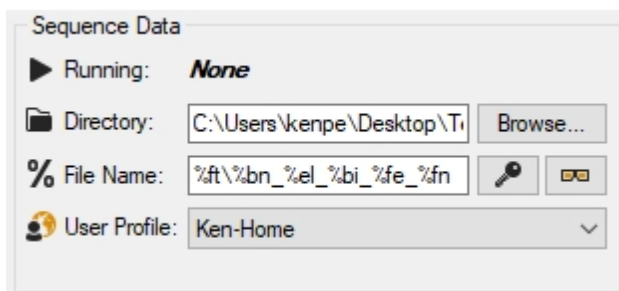 Sequence Data
Running: None
Directory: C:\Users\kenpe\Desktop\T Browse...
% File Name: %ft\%bn_%el_%bi_%fe_%fn
User Profile: Ken-Home